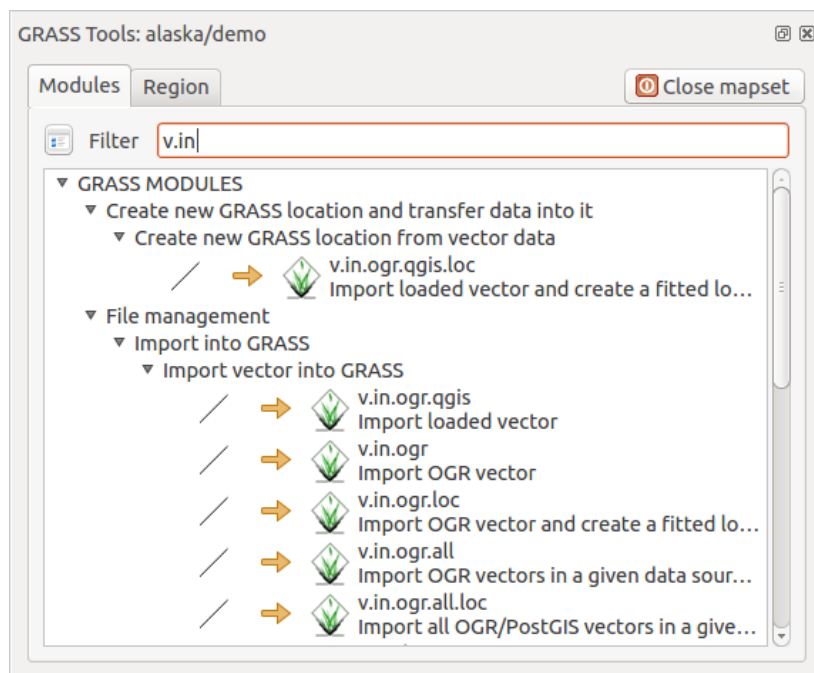 GRASS Tools: alaska/demo
Modules
Region
Close mapset
Filter
v.in
GRASS MODULES
Create new GRASS location and transfer data into it
Create new GRASS location from vector data
v.in.ogr.qgis.loc
Import loaded vector and create a fitted lo...
File management
Import into GRASS
Import vector into GRASS
v.in.ogr.qgis
Import loaded vector
v.in.ogr
Import OGR vector
v.in.ogr.loc
Import OGR vector and create a fitted lo...
v.in.ogr.all
Import OGR vectors in a given data sour...
v.in.ogr.all.loc
Import all OGR/PostGIS vectors in a give...